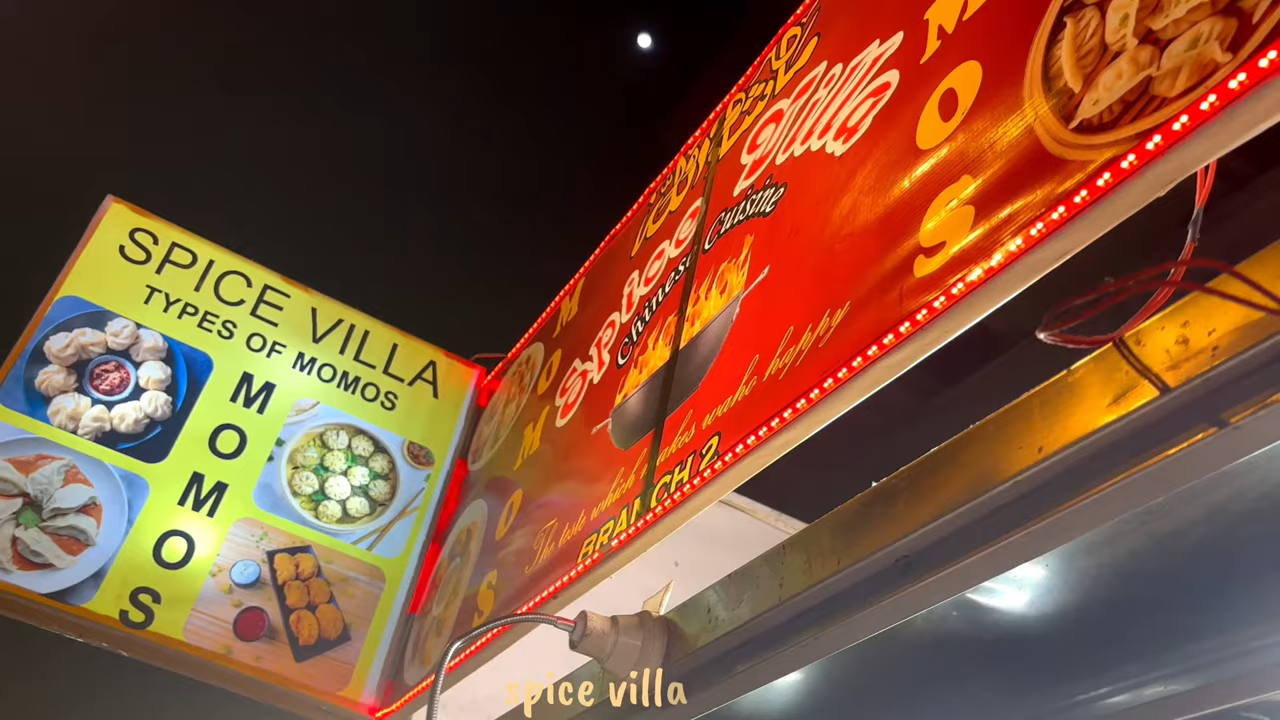 SPICE VILLA
TYPES OF MOMOS
MOMOS
MOMOS
Spice Villa
Chinese Cuisine
The taste which makes waho happy
BRANCH 2
MOS
spice villa